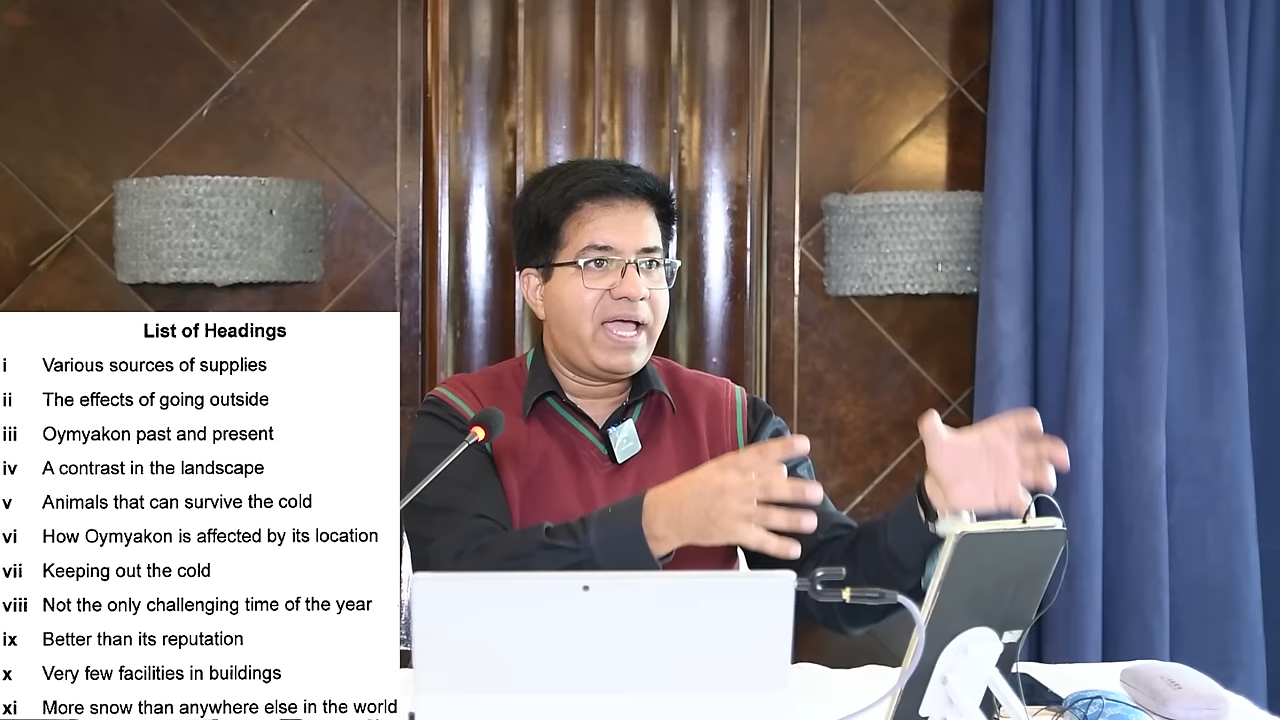 List of Headings
i Various sources of supplies
ii The effects of going outside
iii Oymyakon past and present
iv A contrast in the landscape
v Animals that can survive the cold
vi How Oymyakon is affected by its location
vii Keeping out the cold
viii Not the only challenging time of the year
ix Better than its reputation
x Very few facilities in buildings
xi More snow than anywhere else in the world